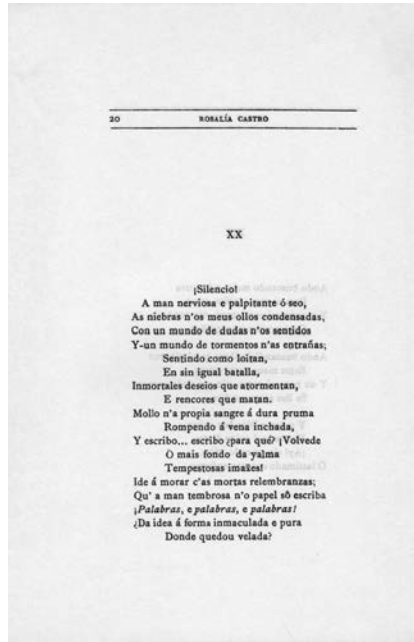 20 ROSALÍA CASTRO
XX
¡Silencio!
A man nerviosa e palpitante ó seo,
As niebras n'os meus ollos condensadas,
Con un mundo de dudas n'os sentidos
Y-un mundo de tormentos n'as entrañas;
Sentindo como loitan,
En sin igual batalla,
Inmortales deseios que atormentan,
E rencores que matan.
Mollo n'a propia sangre á dura pruma
Rompendo á vena inchada,
Y escribo... escribo ¿para qué? ¡Volvede
Ò mais fondo da yalma
Tempestosas imaxes!
Ide á morar c'as mortas relembranzas;
Qu' a man tembrosa n'o papel sô escriba
¡Palabras, e palabras, e palabras!
¿Da idea á forma inmaculada e pura
Donde quedou velada?